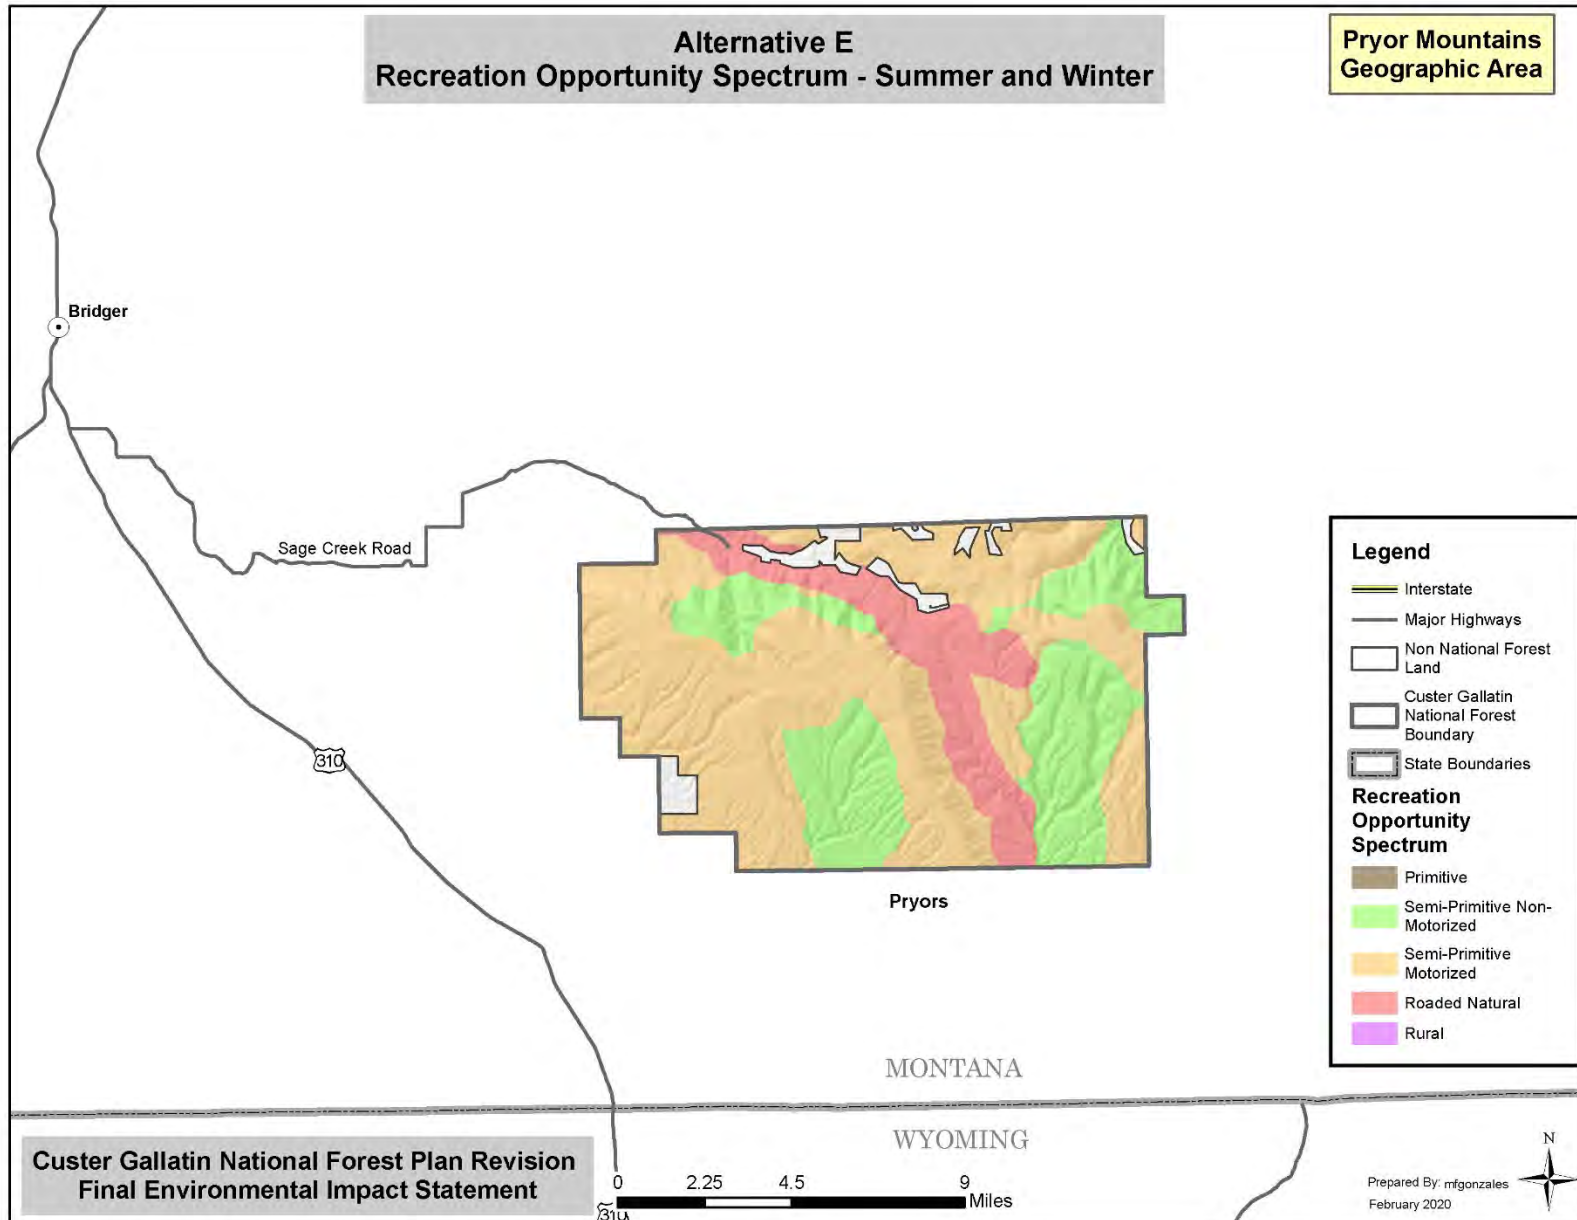 Alternative E
Recreation Opportunity Spectrum - Summer and Winter
Pryor Mountains
Geographic Area
Bridger
Sage Creek Road
310
Pryors
Legend
Interstate
Major Highways
Non National Forest
Land
Custer Gallatin
National Forest
Boundary
State Boundaries
Recreation
Opportunity
Spectrum
Primitive
Semi-Primitive Non-
Motorized
Semi-Primitive
Motorized
Roaded Natural
Rural
MONTANA
WYOMING
Custer Gallatin National Forest Plan Revision
Final Environmental Impact Statement
0 2.25 4.5 9
Miles
310
N
Prepared By: mfgonzales
February 2020